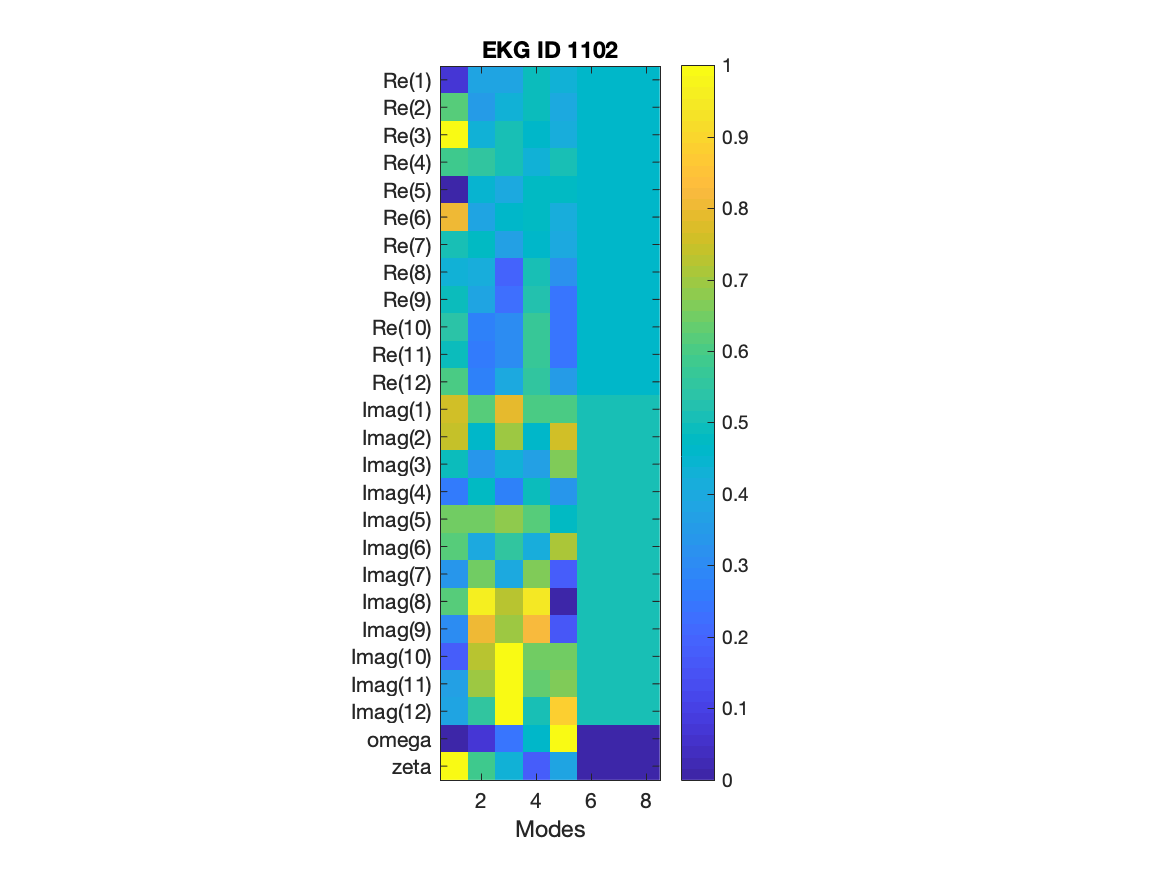 EKG ID 1102
Re(1)
Re(2)
Re(3)
Re(4)
Re(5)
Re(6)
Re(7)
Re(8)
Re(9)
Re(10)
Re(11)
Re(12)
Imag(1)
Imag(2)
Imag(3)
Imag(4)
Imag(5)
Imag(6)
Imag(7)
Imag(8)
Imag(9)
Imag(10)
Imag(11)
Imag(12)
omega
zeta
2 4 6 8
Modes
1
0.9
0.8
0.7
0.6
0.5
0.4
0.3
0.2
0.1
0